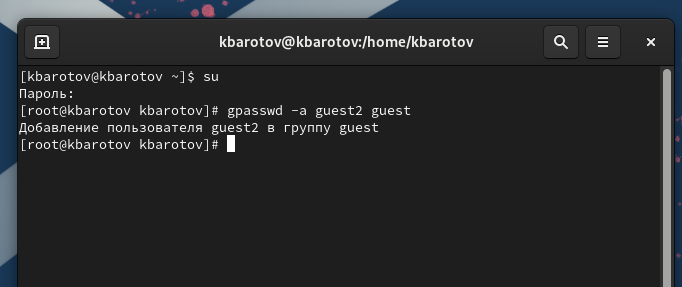 kbarotov@kbarotov:/home/kbarotov
[kbarotov@kbarotov ~]$ su
Пароль:
[root@kbarotov kbarotov]# gpasswd -a guest2 guest
Добавление пользователя guest2 в группу guest
[root@kbarotov kbarotov]#